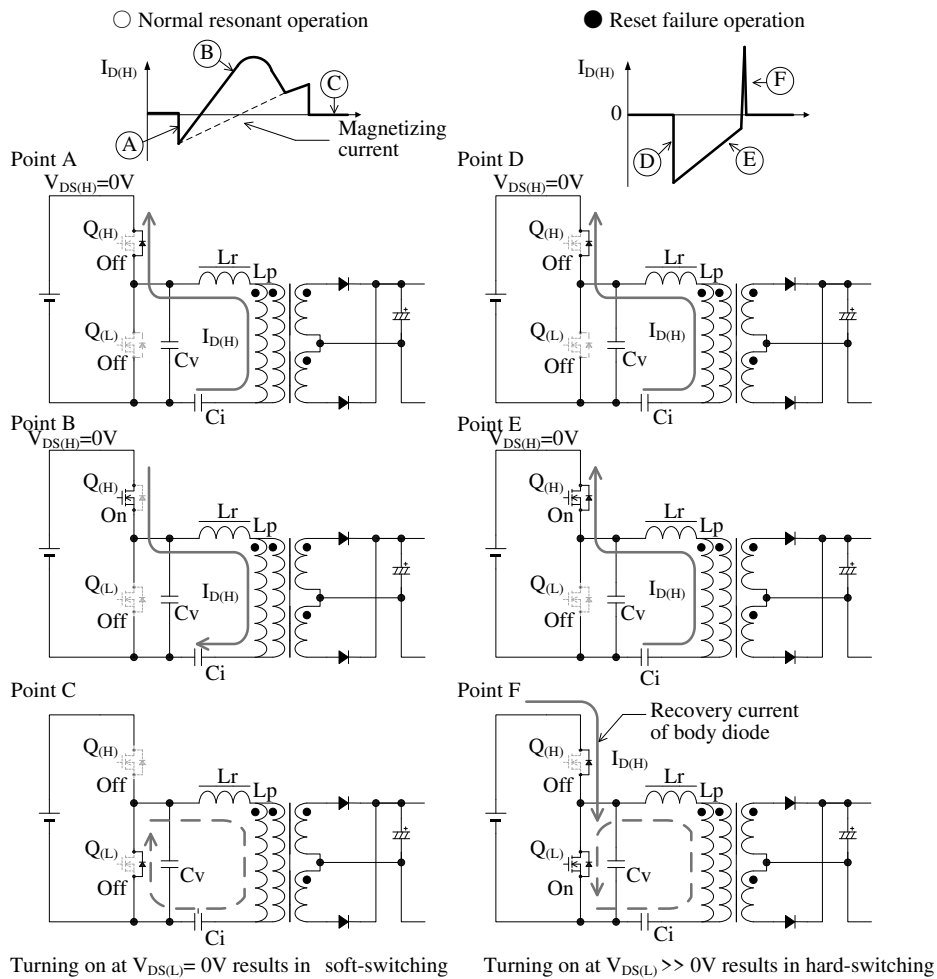 ○ Normal resonant operation
● Reset failure operation
I_D(H)
A
B
C
Magnetizing
current
I_D(H)
0
D
E
F
Point A
V_DS(H)=0V
Q_(H)
Off
Lr
Lp
Q_(L)
Off
Cv
I_D(H)
Ci
Point D
V_DS(H)=0V
Q_(H)
Off
Lr
Lp
Q_(L)
Off
Cv
I_D(H)
Ci
Point B
V_DS(H)=0V
Q_(H)
On
Lr
Lp
Q_(L)
Off
Cv
I_D(H)
Ci
Point E
V_DS(H)=0V
Q_(H)
On
Lr
Lp
Q_(L)
Off
Cv
I_D(H)
Ci
Point C
Q_(H)
Off
Lr
Lp
Q_(L)
Off
Cv
Ci
Point F
Recovery current
of body diode
Q_(H)
Off
I_D(H)
Lr
Lp
Q_(L)
On
Cv
Ci
Turning on at V_DS(L)= 0V results in soft-switching
Turning on at V_DS(L) >> 0V results in hard-switching